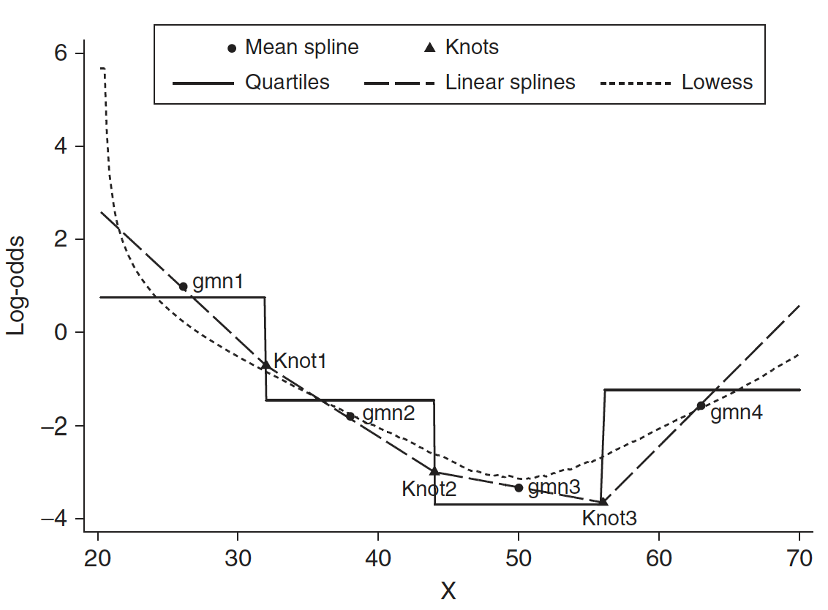 Mean spline
Knots
Quartiles
Linear splines
Lowess
6
4
2
0
−2
−4
Log-odds
gmn1
Knot1
gmn2
Knot2
gmn3
Knot3
gmn4
20
30
40
50
60
70
X